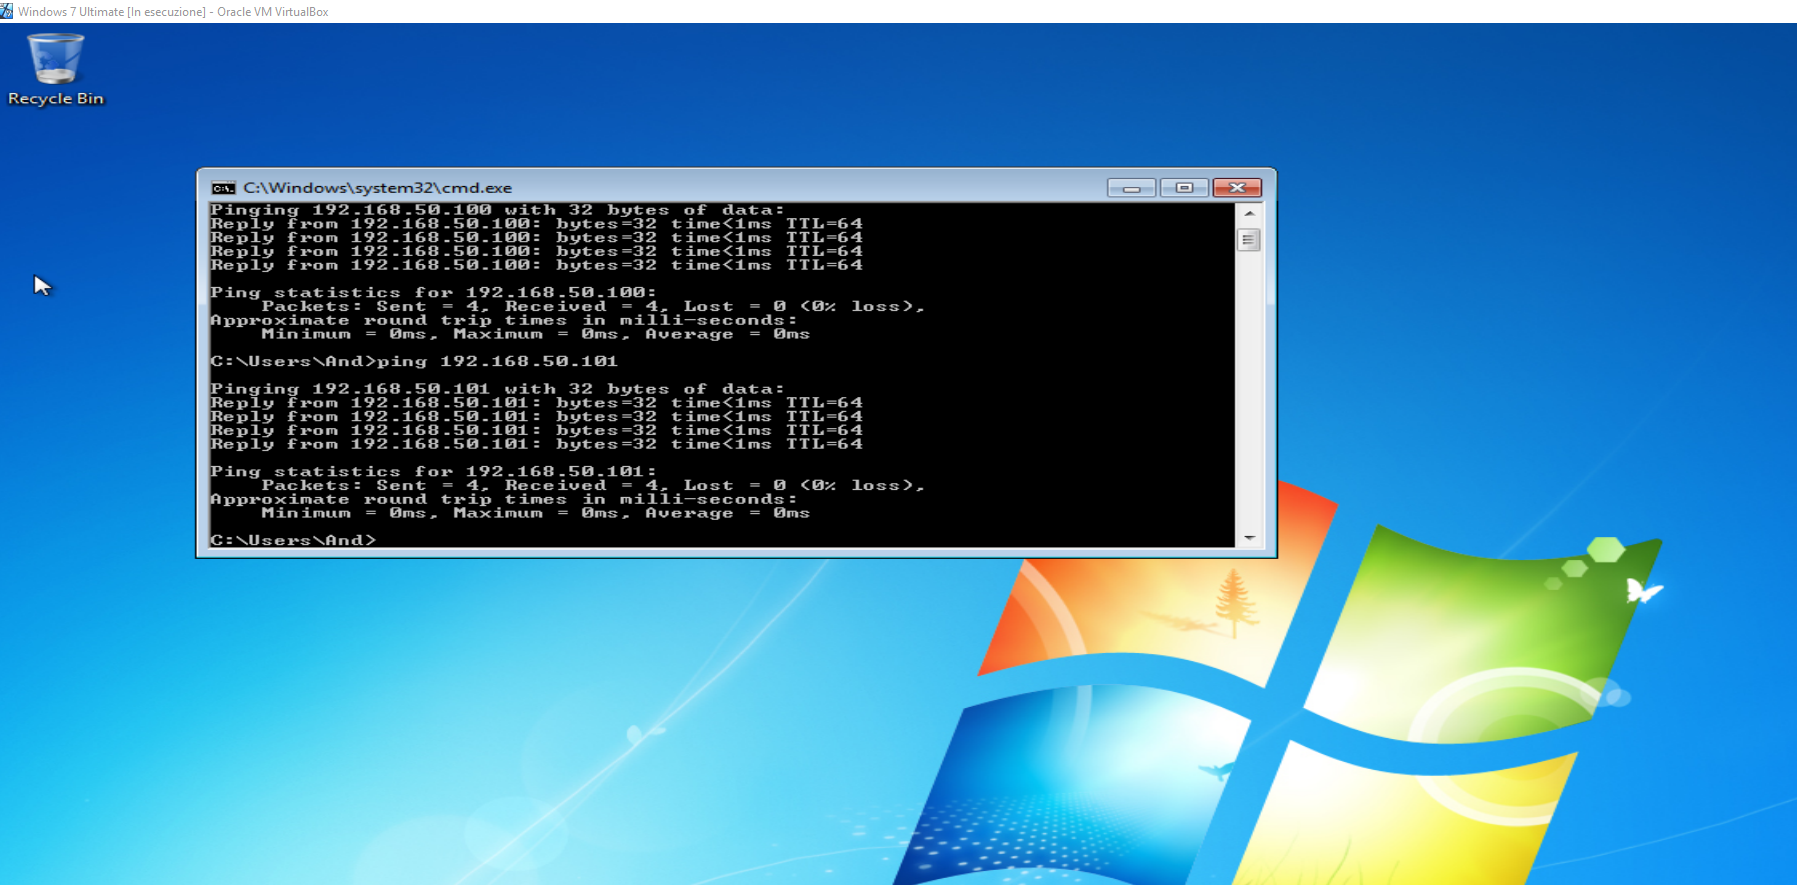 Windows 7 Ultimate [In esecuzione] - Oracle VM VirtualBox
Recycle Bin
C:\Windows\system32\cmd.exe
Pinging 192.168.50.100 with 32 bytes of data:
Reply from 192.168.50.100: bytes=32 time<1ms TTL=64
Reply from 192.168.50.100: bytes=32 time<1ms TTL=64
Reply from 192.168.50.100: bytes=32 time<1ms TTL=64
Reply from 192.168.50.100: bytes=32 time<1ms TTL=64
Ping statistics for 192.168.50.100:
Packets: Sent = 4, Received = 4, Lost = 0 (0% loss),
Approximate round trip times in milli-seconds:
Minimum = 0ms, Maximum = 0ms, Average = 0ms
C:\Users\And>ping 192.168.50.101
Pinging 192.168.50.101 with 32 bytes of data:
Reply from 192.168.50.101: bytes=32 time<1ms TTL=64
Reply from 192.168.50.101: bytes=32 time<1ms TTL=64
Reply from 192.168.50.101: bytes=32 time<1ms TTL=64
Reply from 192.168.50.101: bytes=32 time<1ms TTL=64
Ping statistics for 192.168.50.101:
Packets: Sent = 4, Received = 4, Lost = 0 (0% loss),
Approximate round trip times in milli-seconds:
Minimum = 0ms, Maximum = 0ms, Average = 0ms
C:\Users\And>